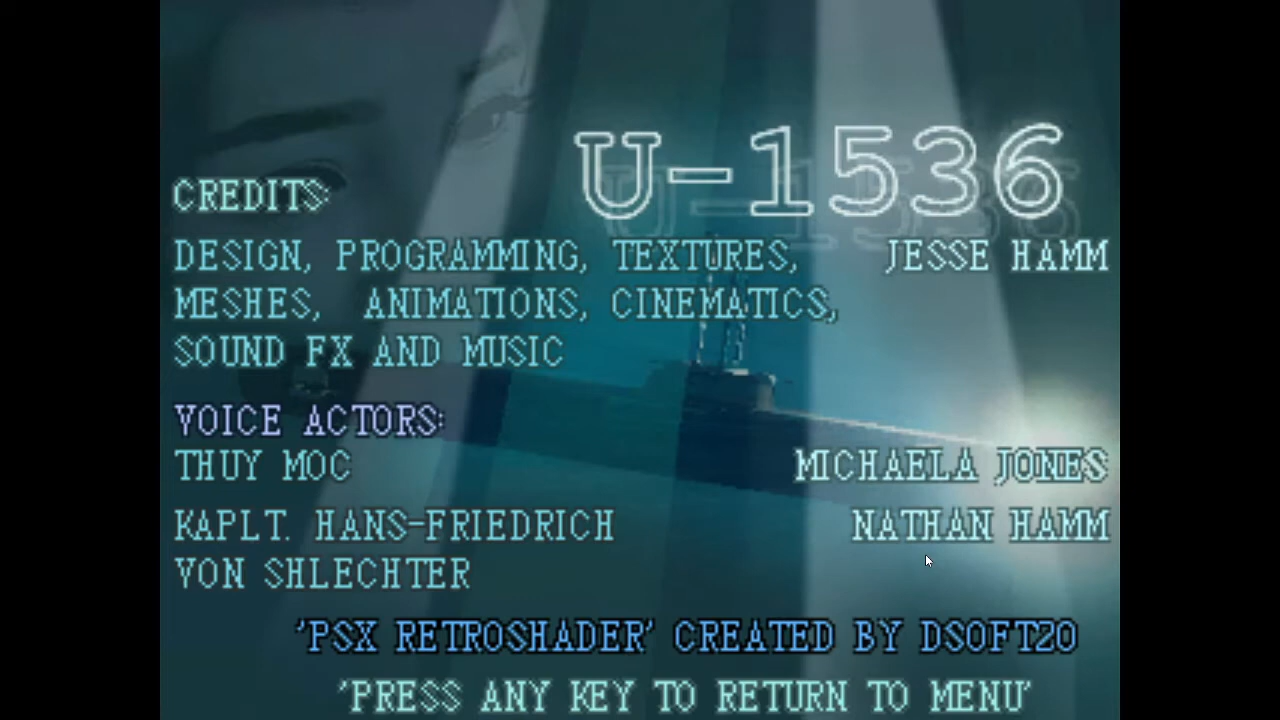 U-1536
CREDITS:
DESIGN, PROGRAMMING, TEXTURES, JESSE HAMM
MESHES, ANIMATIONS, CINEMATICS,
SOUND FX AND MUSIC
VOICE ACTORS:
THUY MOC MICHAELA JONES
KAPLT. HANS-FRIEDRICH NATHAN HAMM
VON SHLECHTER
'PSX RETROSHADER' CREATED BY DSOFT20
'PRESS ANY KEY TO RETURN TO MENU'